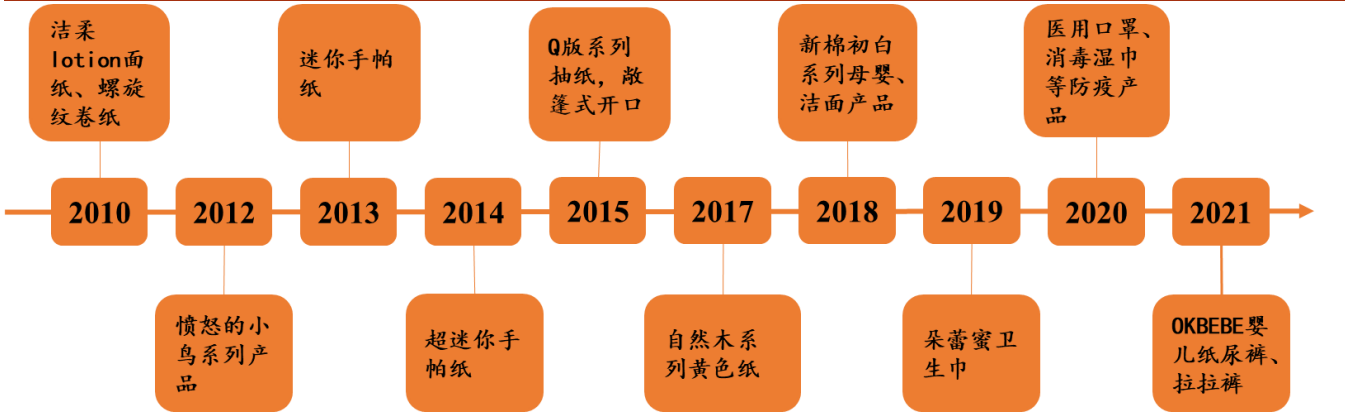 洁柔
lotion面
纸、螺旋
纹卷纸
迷你手帕
纸
Q版系列
抽纸，敞
篷式开口
新棉初白
系列母婴、
洁面产品
医用口罩、
消毒湿巾
等防疫产
品
2010
2012
2013
2014
2015
2017
2018
2019
2020
2021
愤怒的小
鸟系列产
品
超迷你手
帕纸
自然木系
列黄色纸
朵蕾蜜卫
生巾
OKBEBE婴
儿纸尿裤、
拉拉裤